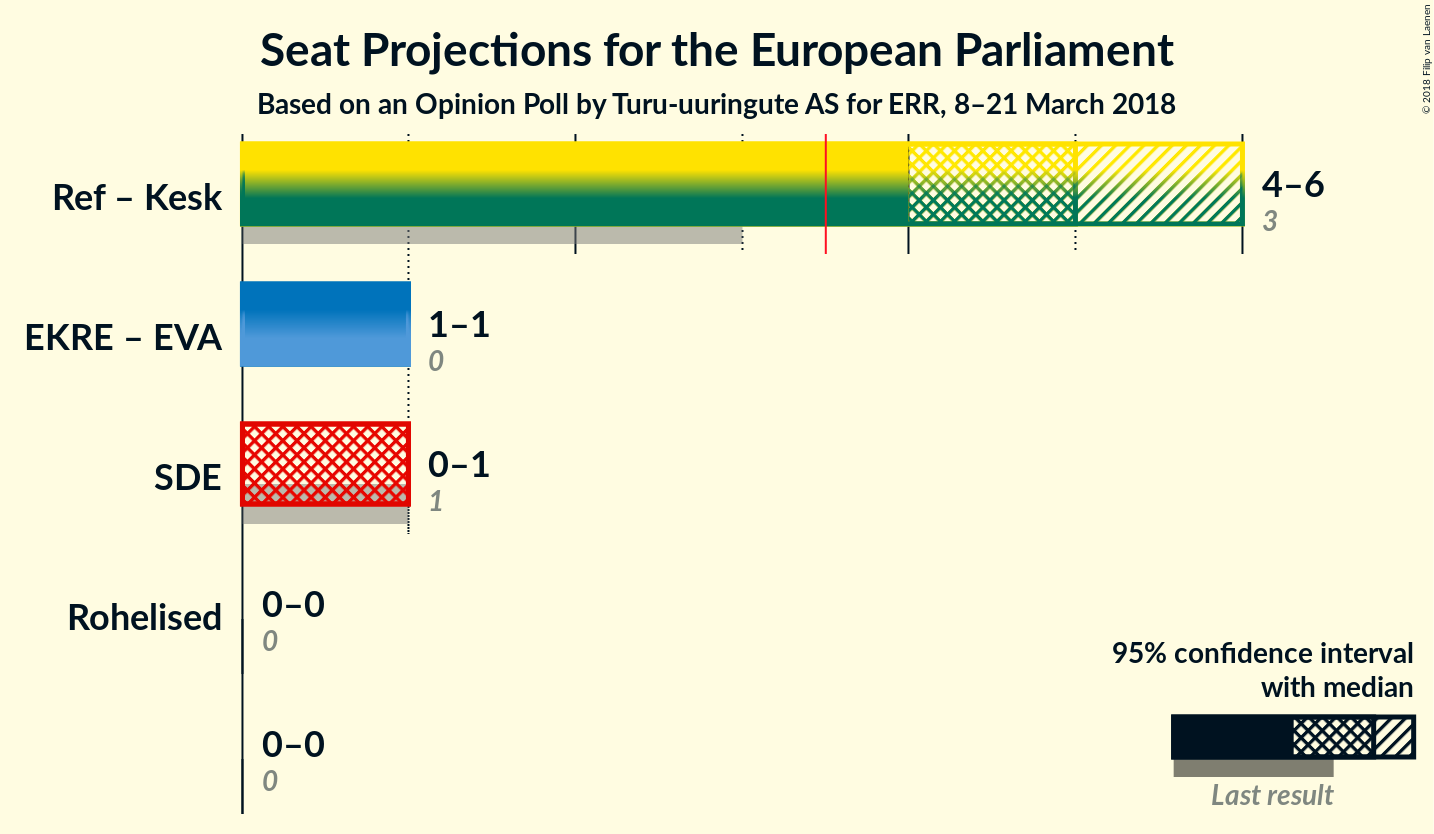 Seat Projections for the European Parliament
Based on an Opinion Poll by Turu-uuringute AS for ERR, 8–21 March 2018
© 2018 Filip van Laenen
Ref – Kesk
4–6
3
EKRE – EVA
1–1
0
SDE
0–1
1
Rohelised
0–0
0
0–0
0
95% confidence interval
with median
Last result